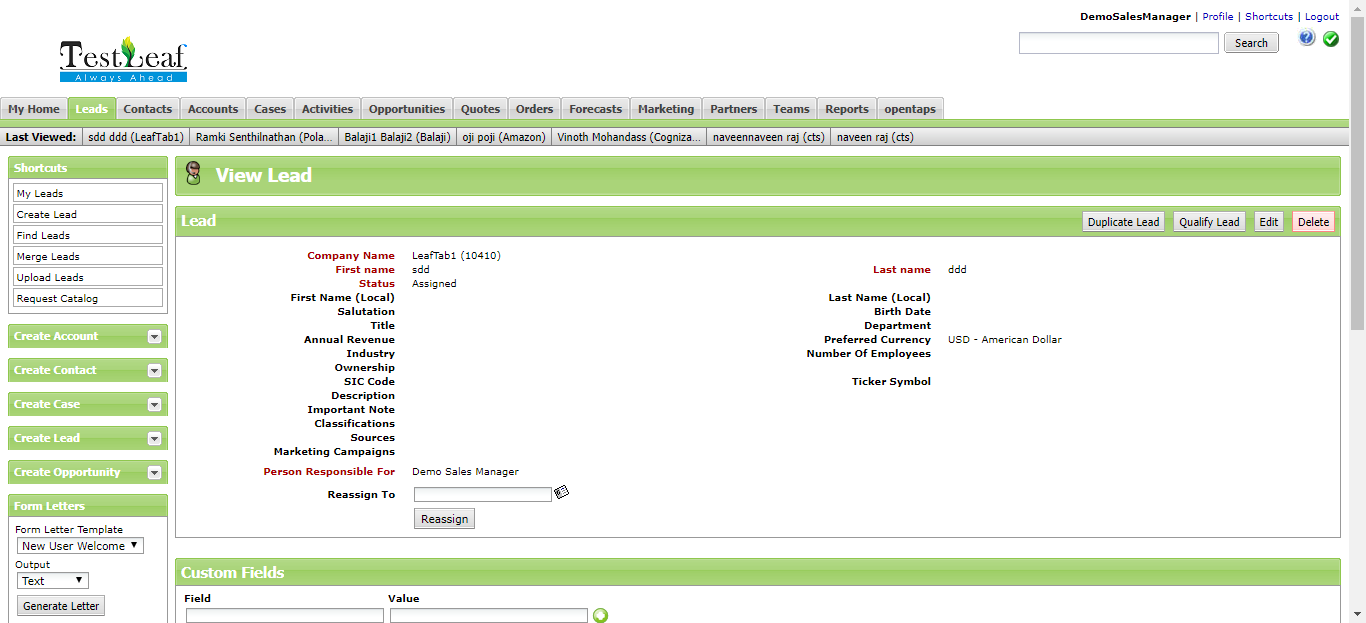 DemoSalesManager | Profile | Shortcuts | Logout
TestLeaf
Always Ahead
Search
My Home Leads Contacts Accounts Cases Activities Opportunities Quotes Orders Forecasts Marketing Partners Teams Reports opentaps
Last Viewed: sdd ddd (LeafTab1) Ramki Senthilnathan (Pola... Balaji1 Balaji2 (Balaji) oji poji (Amazon) Vinoth Mohandass (Cogniza... naveennaveen raj (cts) naveen raj (cts)
Shortcuts
My Leads
Create Lead
Find Leads
Merge Leads
Upload Leads
Request Catalog
Create Account
Create Contact
Create Case
Create Lead
Create Opportunity
Form Letters
Form Letter Template
New User Welcome
Output
Text
Generate Letter
View Lead
Lead Duplicate Lead Qualify Lead Edit Delete
Company Name LeafTab1 (10410)
First name sdd Last name ddd
Status Assigned
First Name (Local) Last Name (Local)
Salutation Birth Date
Title Department
Annual Revenue Preferred Currency USD - American Dollar
Industry Number Of Employees
Ownership
SIC Code Ticker Symbol
Description
Important Note
Classifications
Sources
Marketing Campaigns
Person Responsible For Demo Sales Manager
Reassign To
Reassign
Custom Fields
Field Value